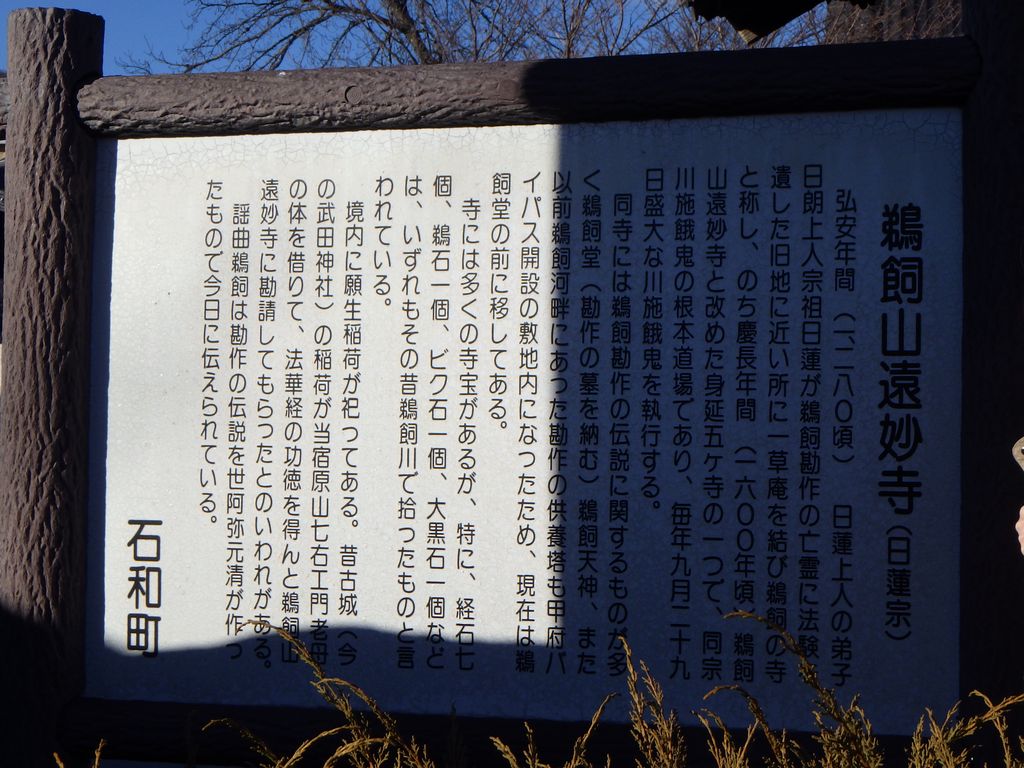 鵜飼山遠妙寺（日蓮宗）
弘安年間（一、二八〇頃）　日蓮上人の弟子
日朗上人宗祖日蓮が鵜飼勘作の亡霊に法験を
遺した旧地に近い所に一草庵を結び鵜飼の寺
と称し、のち慶長年間（一六〇〇年頃、鵜飼
山遠妙寺と改めた身延五ヶ寺の一つで、同宗
川施餓鬼の根本道場であり、毎年九月二十九
日盛大な川施餓鬼を執行する。
同寺には鵜飼勘作の伝説に関するものが多
く鵜飼堂（勘作の墓を納む）鵜飼天神、また
以前鵜飼河畔にあった勘作の供養塔も甲府バ
イパス開設の敷地内になつたため、現在は鵜
飼堂の前に移してある。
寺には多くの寺宝があるが、特に、経石七
個、鵜石一個、ビク石一個、大黒石一個など
は、いずれもその昔鵜飼川で拾ったものと言
われている。
境内に願生稲荷が祀つてある。昔古城（今
の武田神社）の稲荷が当宿原山七右工門老母
の体を借りて、法華経の功徳を得んと鵜飼山
遠妙寺に勘請してもらつたとのいわれがある。
謡曲鵜飼は勘作の伝説を世阿弥元清が作つ
たもので今日に伝えられている。
石和町